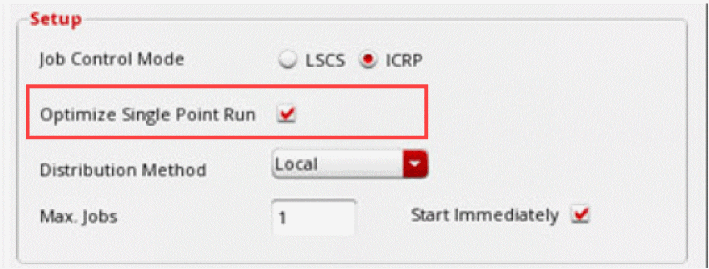 Setup
Job Control Mode LSCS ICRP
Optimize Single Point Run
Distribution Method Local
Max. Jobs 1 Start Immediately